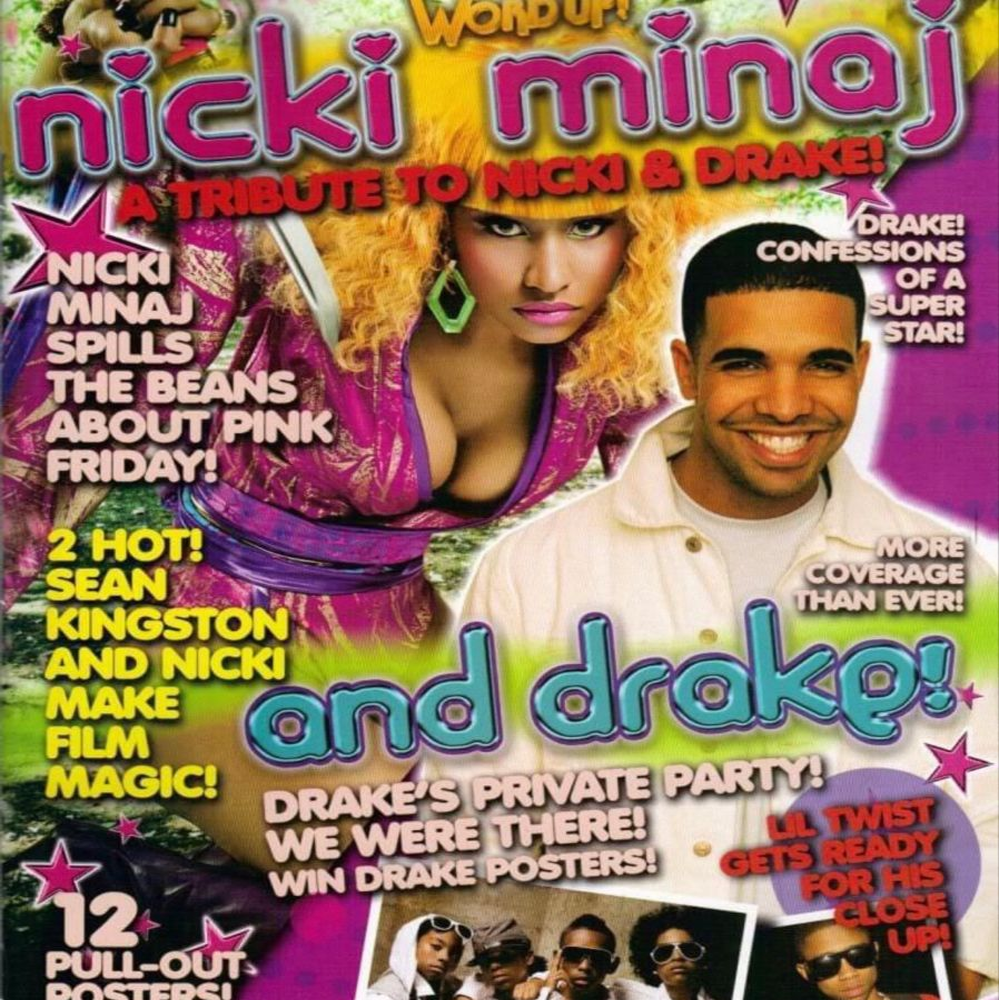 WORD UP!
nicki minaj
A TRIBUTE TO NICKI & DRAKE!
DRAKE!
CONFESSIONS
OF A
SUPER
STAR!
NICKI
MINAJ
SPILLS
THE BEANS
ABOUT PINK
FRIDAY!
2 HOT!
SEAN
KINGSTON
AND NICKI
MAKE
FILM
MAGIC!
MORE
COVERAGE
THAN EVER!
and drake!
DRAKE'S PRIVATE PARTY!
WE WERE THERE!
WIN DRAKE POSTERS!
LIL TWIST
GETS READY
FOR HIS
CLOSE
UP!
12
PULL-OUT
POSTERS!